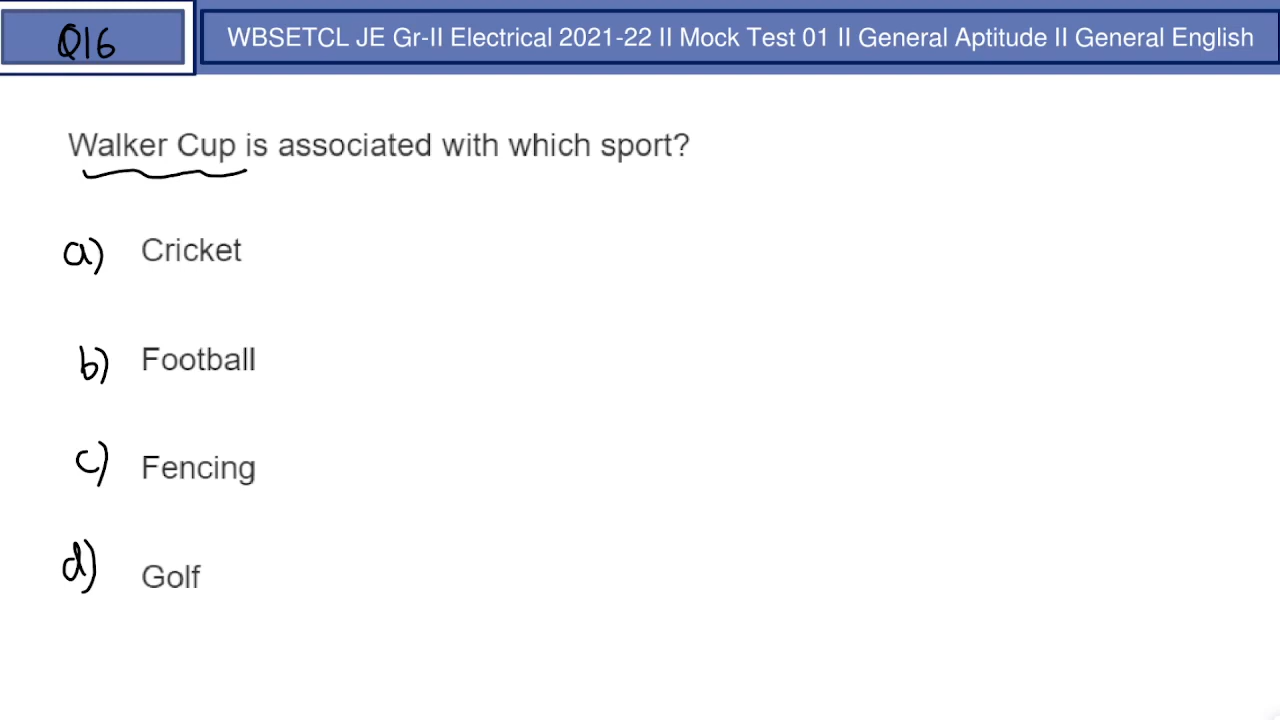 Q16
WBSETCL JE Gr-II Electrical 2021-22 II Mock Test 01 II General Aptitude II General English
Walker Cup is associated with which sport?
a) Cricket
b) Football
c) Fencing
d) Golf